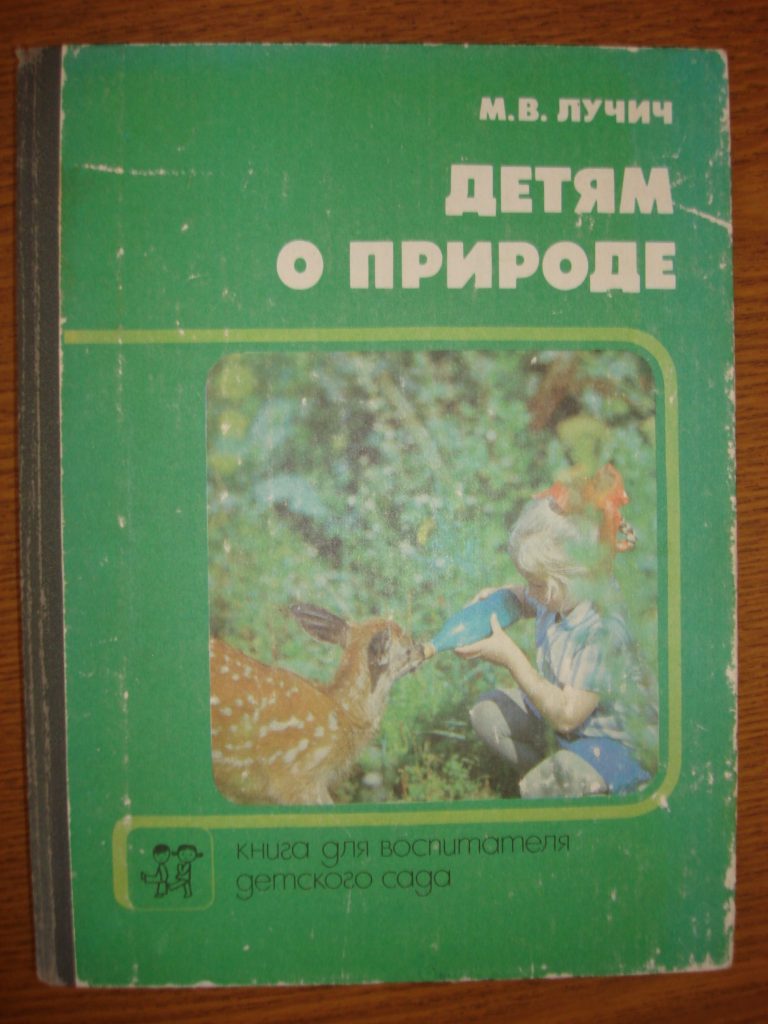 М.В. ЛУЧИЧ
ДЕТЯМ
О ПРИРОДЕ
книга для воспитателя
детского сада